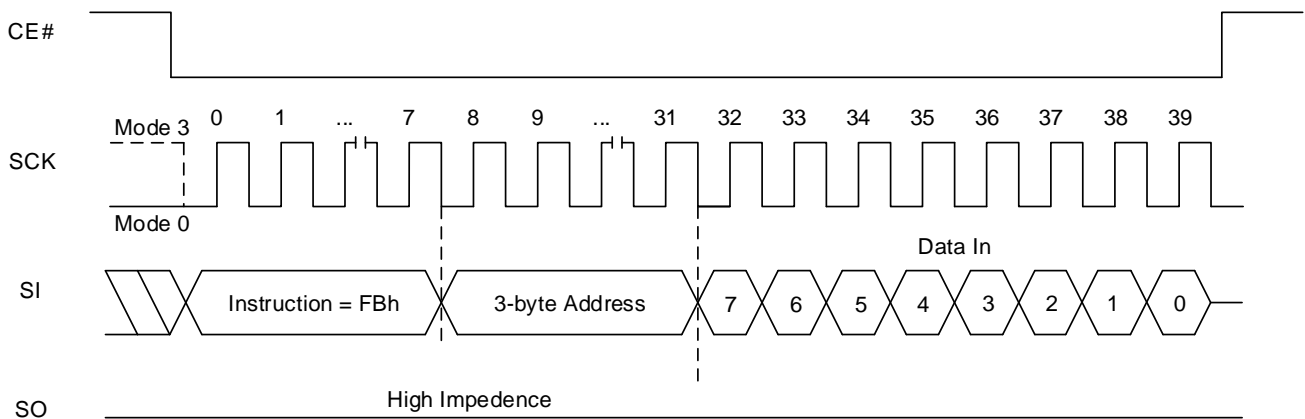 CE#
0 1 ... 7 8 9 ... 31 32 33 34 35 36 37 38 39
Mode 3
SCK
Mode 0
Data In
SI
Instruction = FBh 3-byte Address 7 6 5 4 3 2 1 0
High Impedence
SO